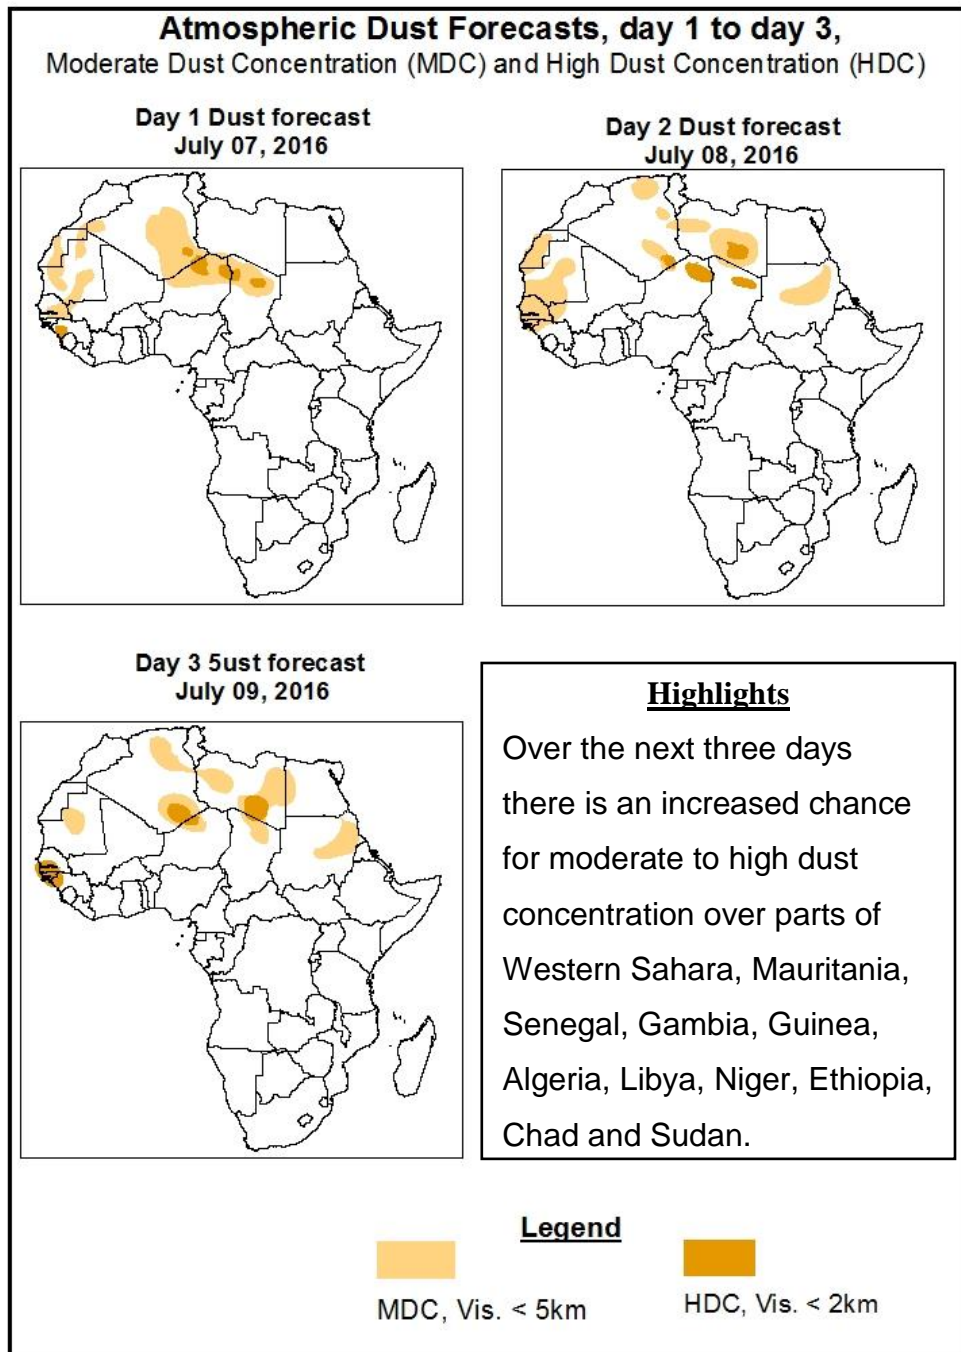 Atmospheric Dust Forecasts, day 1 to day 3,
Moderate Dust Concentration (MDC) and High Dust Concentration (HDC)
Day 1 Dust forecast
July 07, 2016
Day 2 Dust forecast
July 08, 2016
Day 3 5ust forecast
July 09, 2016
Highlights
Over the next three days
there is an increased chance
for moderate to high dust
concentration over parts of
Western Sahara, Mauritania,
Senegal, Gambia, Guinea,
Algeria, Libya, Niger, Ethiopia,
Chad and Sudan.
Legend
MDC, Vis. < 5km
HDC, Vis. < 2km